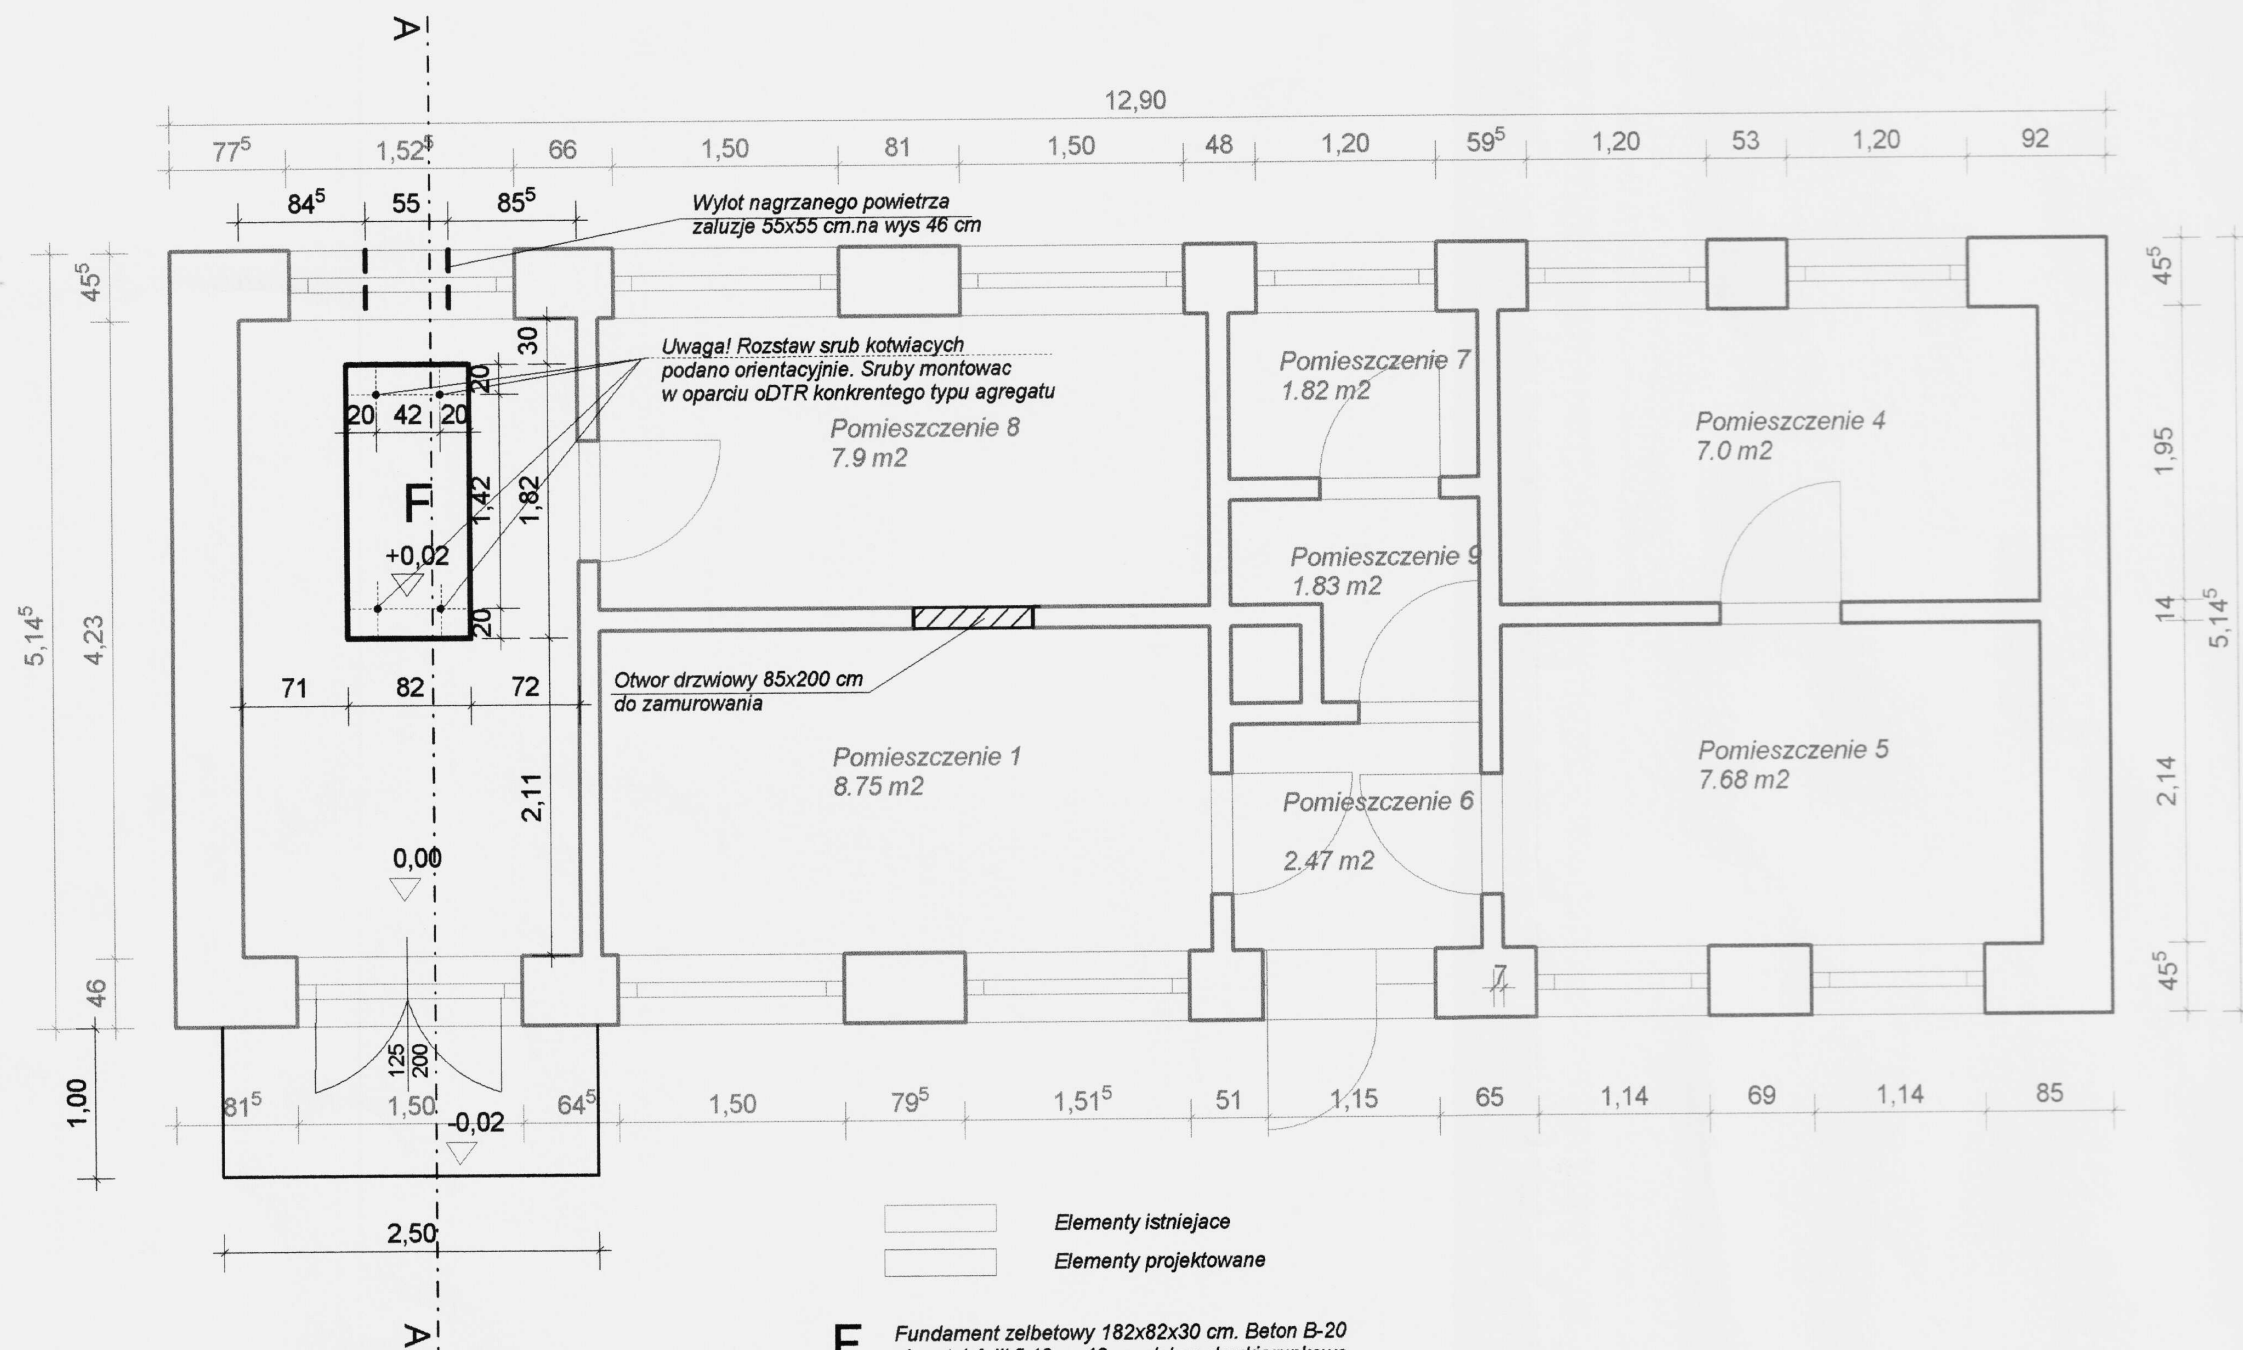 A
12,90
77⁵ 1,52⁵ 66 1,50 81 1,50 48 1,20 59⁵ 1,20 53 1,20 92
84⁵ 55 85⁵
Wylot nagrzanego powietrza
zaluzje 55x55 cm.na wys 46 cm
45⁵
45⁵
30
Uwaga! Rozstaw srub kotwiacych
podano orientacyjnie. Sruby montowac
w oparciu oDTR konkrentego typu agregatu
20
20 42 20
Pomieszczenie 7
1.82 m2
Pomieszczenie 8
7.9 m2
Pomieszczenie 4
7.0 m2
1,95
F
1,42
1,82
+0,02
20
Pomieszczenie 9
1.83 m2
5,14⁵
4,23
14
5,14⁵
71 82 72
Otwor drzwiowy 85x200 cm
do zamurowania
2,11
Pomieszczenie 1
8.75 m2
Pomieszczenie 5
7.68 m2
2,14
Pomieszczenie 6
2.47 m2
0,00
46
7
45⁵
125
200
1,00
81⁵ 1,50 64⁵ 1,50 79⁵ 1,51⁵ 51 1,15 65 1,14 69 1,14 85
-0,02
2,50
Elementy istniejace
Elementy projektowane
A
F
Fundament zelbetowy 182x82x30 cm. Beton B-20